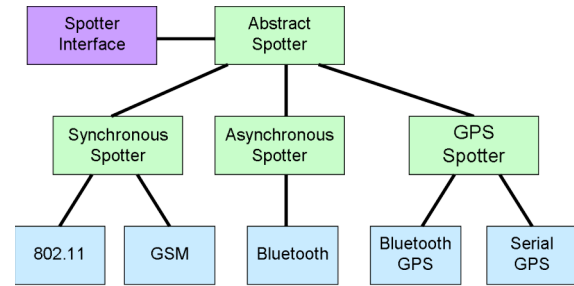 Spotter
Interface
Abstract
Spotter
Synchronous
Spotter
Asynchronous
Spotter
GPS
Spotter
802.11
GSM
Bluetooth
Bluetooth
GPS
Serial
GPS